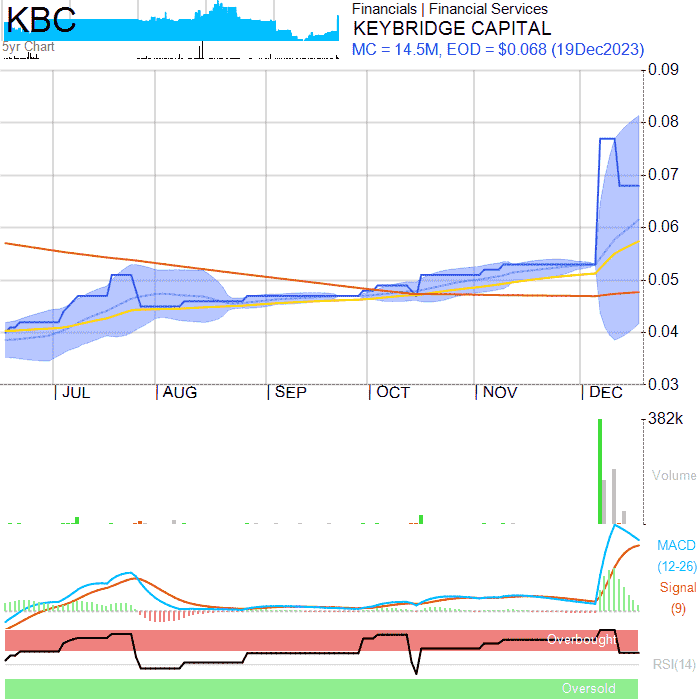 KBC
5yr Chart
Financials | Financial Services
KEYBRIDGE CAPITAL
MC = 14.5M, EOD = $0.068 (19Dec2023)
0.09
0.08
0.07
0.06
0.05
0.04
0.03
JUL AUG SEP OCT NOV DEC
382k
Volume
MACD
(12-26)
Signal
(9)
Overbought
RSI(14)
Oversold